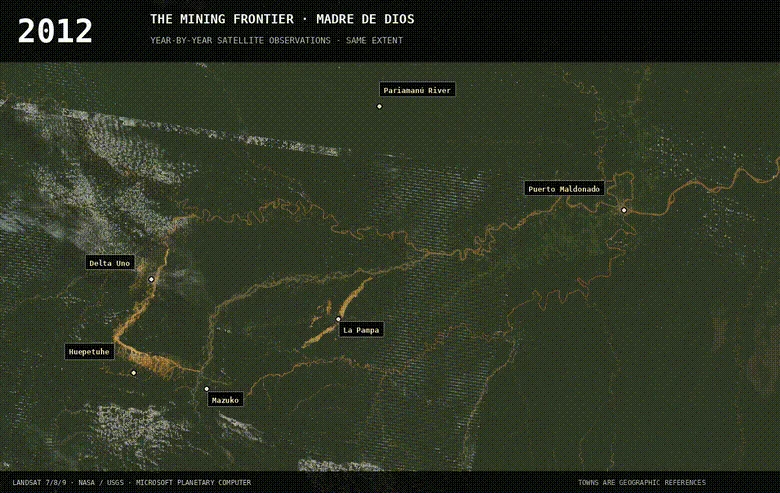 2012
THE MINING FRONTIER · MADRE DE DIOS
YEAR-BY-YEAR SATELLITE OBSERVATIONS · SAME EXTENT
Pariamanú River
Puerto Maldonado
Delta Uno
La Pampa
Huepetuhe
Mazuko
LANDSAT 7/8/9 · NASA / USGS · MICROSOFT PLANETARY COMPUTER
TOWNS ARE GEOGRAPHIC REFERENCES